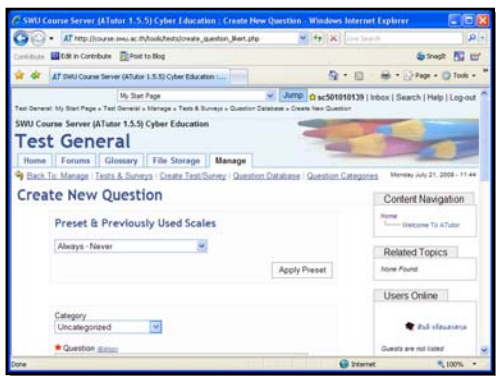 SWU Course Server (ATutor 1.5.5) Cyber Education : Create New Question - Windows Internet Explorer
http://course.swu.ac.th/tools/tests/create_question_likert.php
Live Search
Contribute Edit in Contribute Post to Blog
SnagIt
SWU Course Server (ATutor 1.5.5) Cyber Education : ...
Page Tools
My Start Page Jump sc501010139 | Inbox | Search | Help | Log-out
Test General: My Start Page » Test General » Manage » Tests & Surveys » Question Database » Create New Question
SWU Course Server (ATutor 1.5.5) Cyber Education
Test General
Home Forums Glossary File Storage Manage
Back To: Manage | Tests & Surveys | Create Test/Survey | Question Database | Question Categories Monday July 21, 2008 - 11:44
Create New Question
Content Navigation
Preset & Previously Used Scales
Home
Welcome To ATutor
Always - Never
Related Topics
Apply Preset
None Found
Users Online
Category
Uncategorized
Guests are not listed
Question
Done Internet 100%